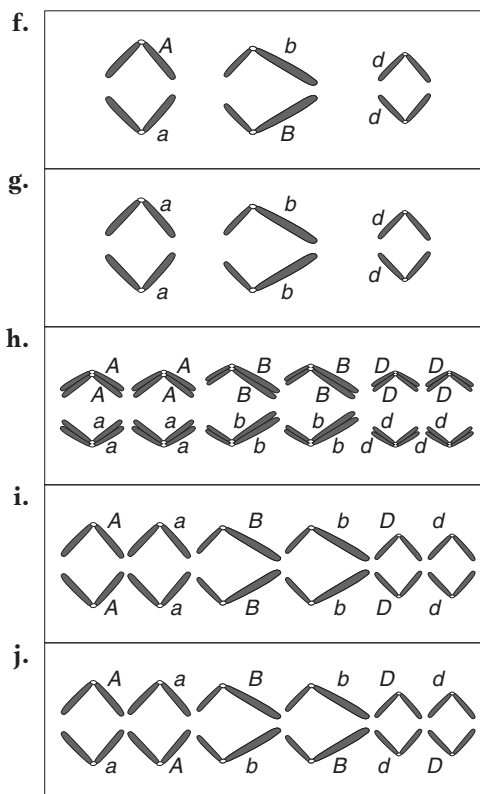 f.
A b d
a B d
g.
a b d
a b d
h.
A A B B D D
A A B B D D
a a b b d d
a a b b d d
i.
A a B b D d
A a B b D d
j.
A a B b D d
a A b B d D